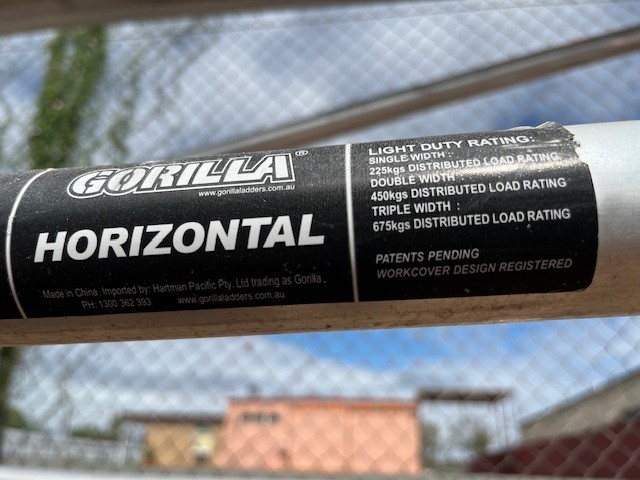 GORILLA®
www.gorillaladders.com.au
HORIZONTAL
Made in China. Imported by: Hartman Pacific Pty. Ltd trading as Gorilla.
PH: 1300 362 393 www.gorillaladders.com.au
LIGHT DUTY RATING:
SINGLE WIDTH :
225kgs DISTRIBUTED LOAD RATING
DOUBLE WIDTH :
450kgs DISTRIBUTED LOAD RATING
TRIPLE WIDTH :
675kgs DISTRIBUTED LOAD RATING
PATENTS PENDING
WORKCOVER DESIGN REGISTERED